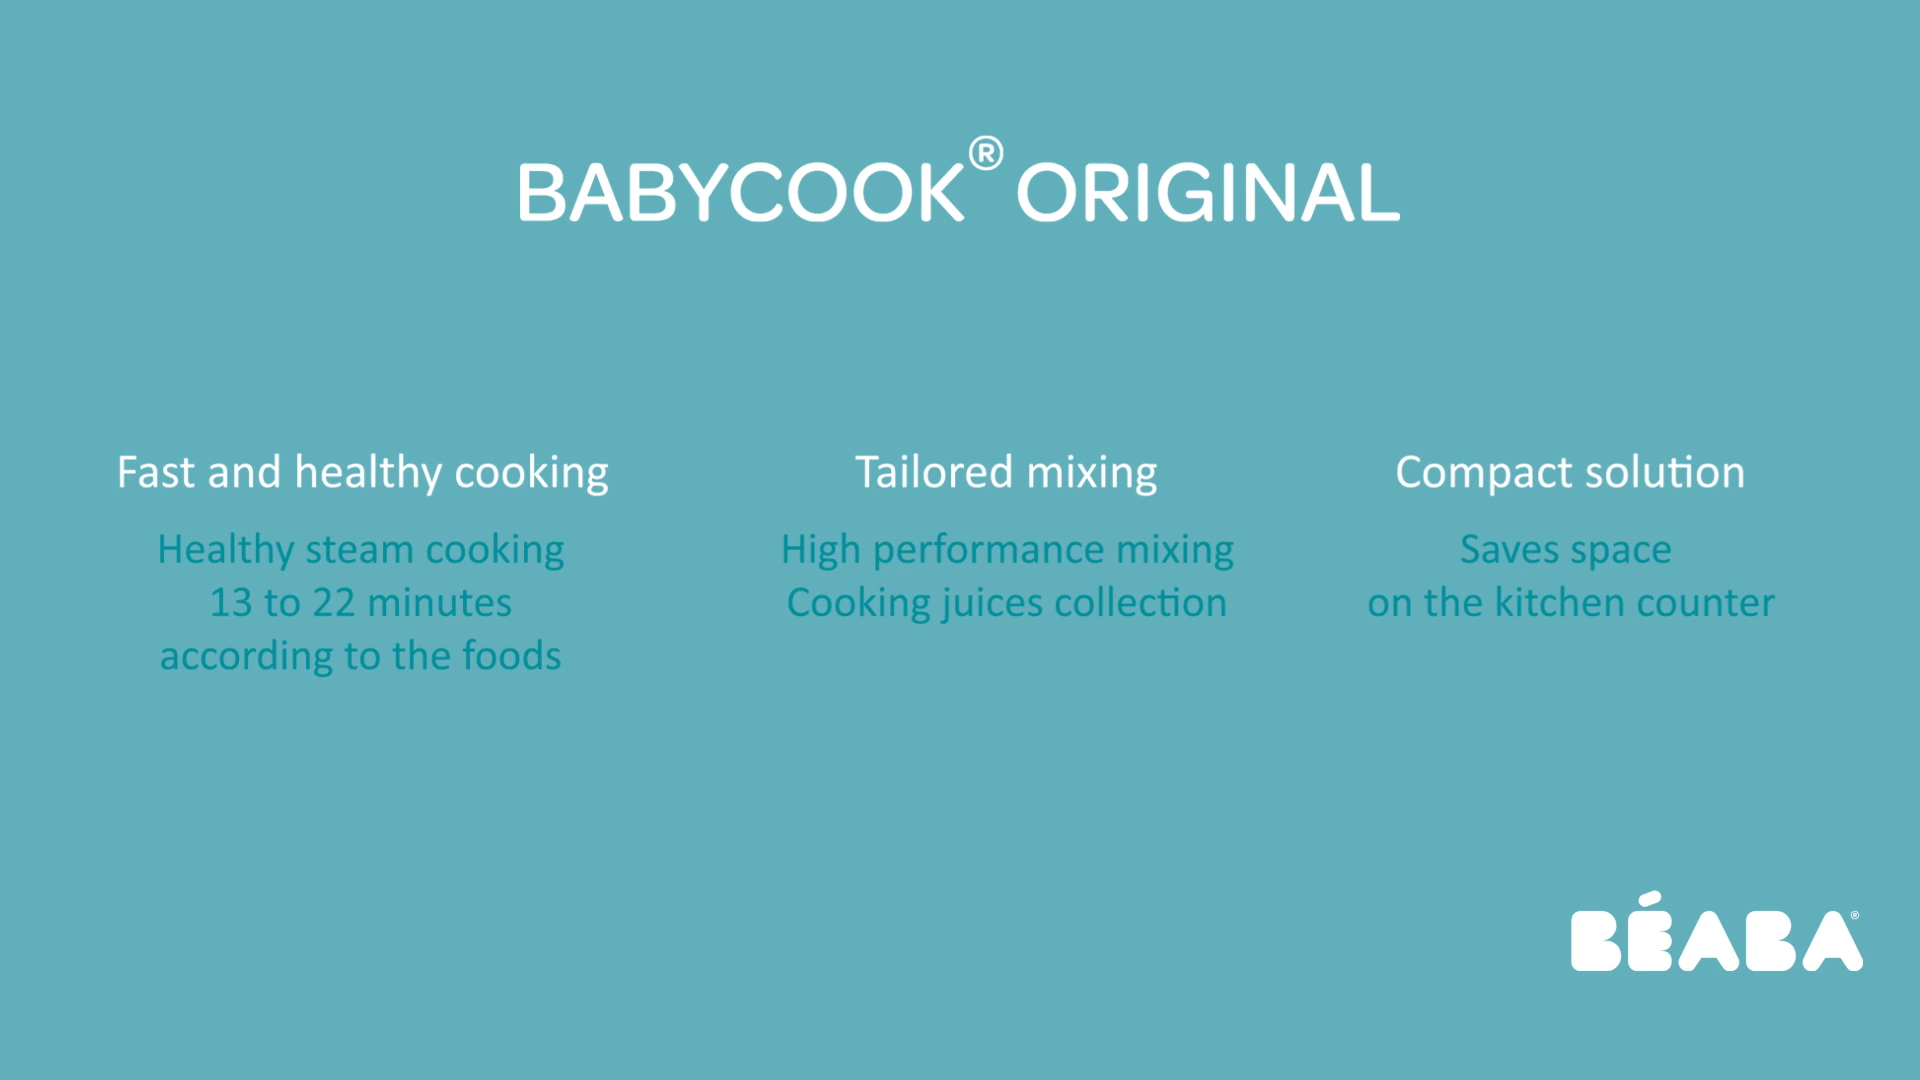 BABYCOOK® ORIGINAL
Fast and healthy cooking
Healthy steam cooking
13 to 22 minutes
according to the foods
Tailored mixing
High performance mixing
Cooking juices collection
Compact solution
Saves space
on the kitchen counter
BÉABA®